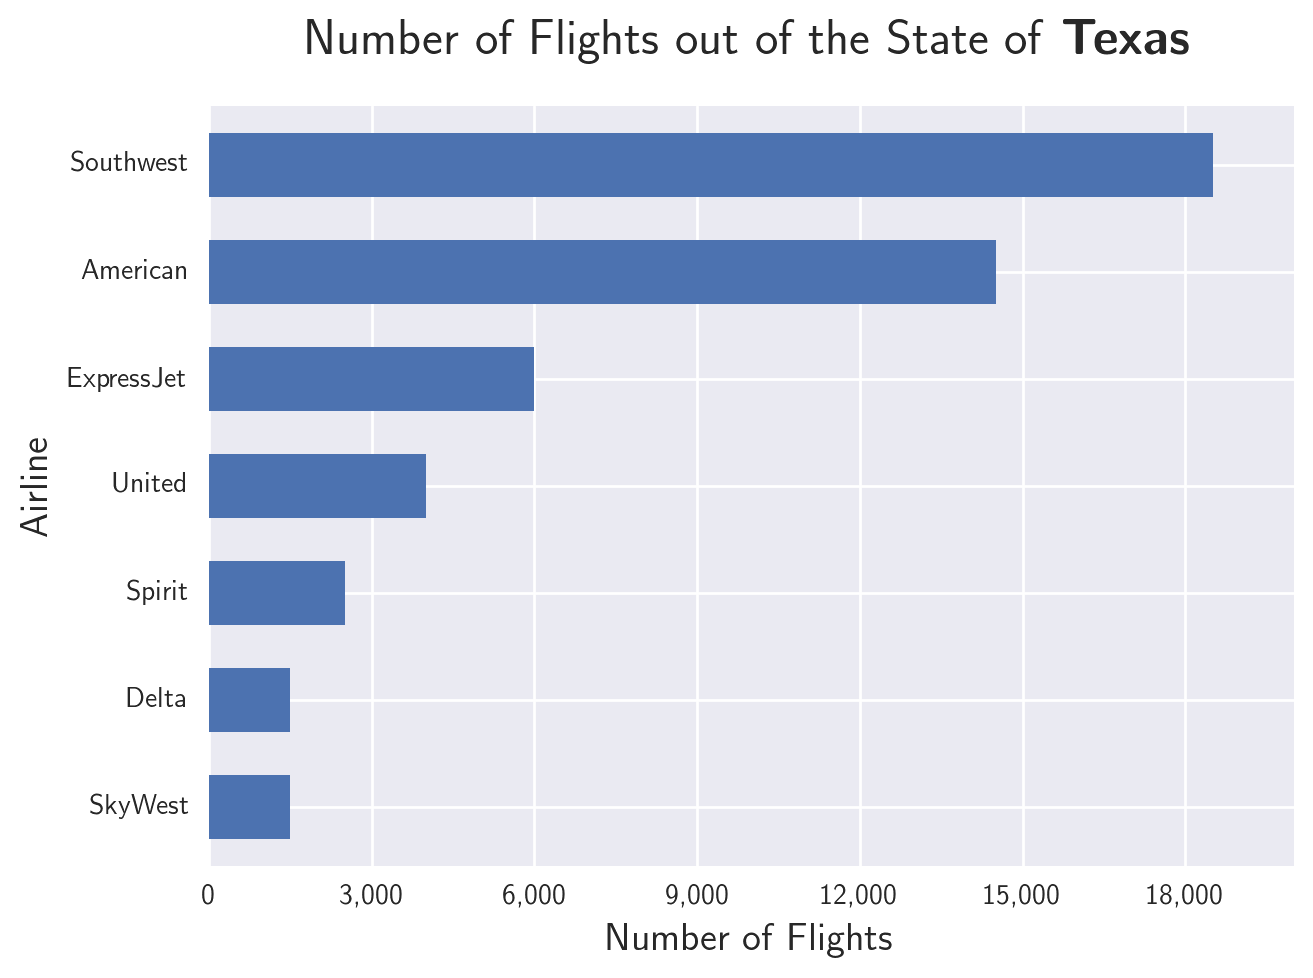 Number of Flights out of the State of Texas
Southwest
American
ExpressJet
United
Spirit
Delta
SkyWest
Airline
0 3,000 6,000 9,000 12,000 15,000 18,000
Number of Flights